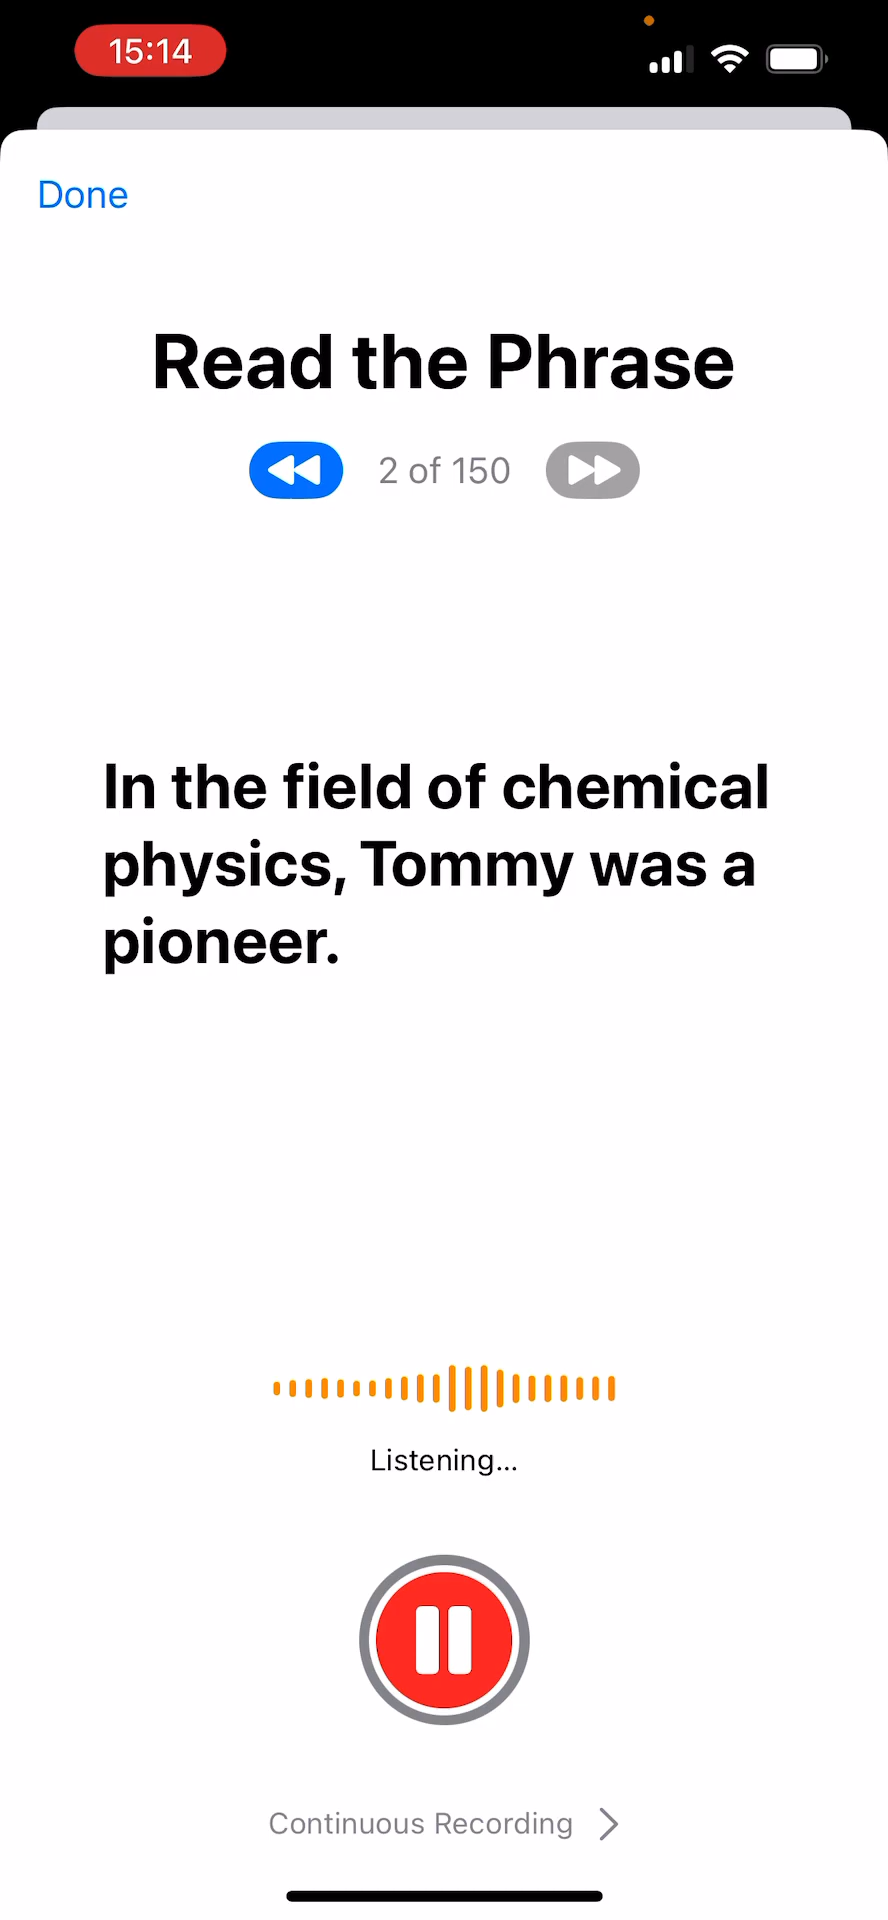 15:14
Done
Read the Phrase
2 of 150
In the field of chemical
physics, Tommy was a
pioneer.
Listening...
Continuous Recording